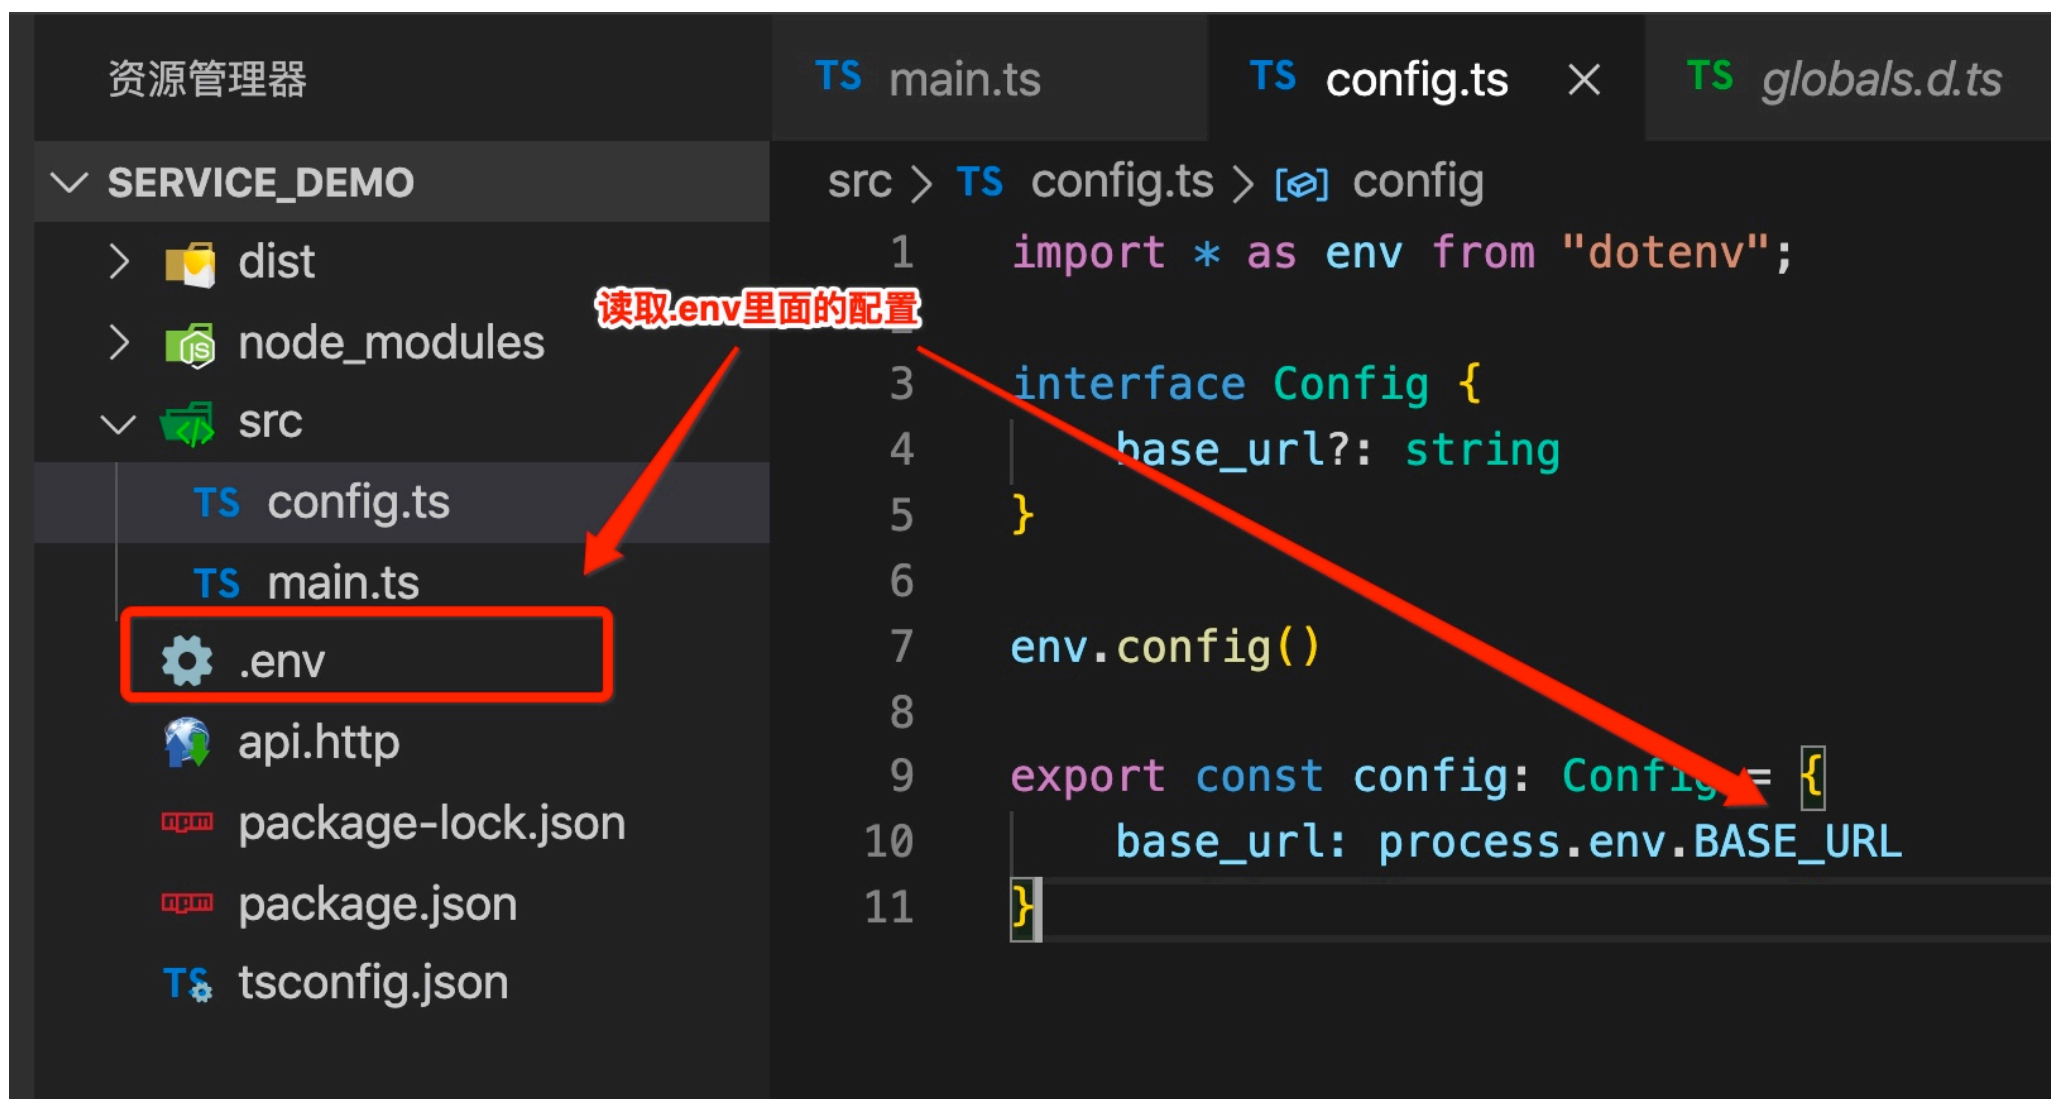 资源管理器
SERVICE_DEMO
dist
node_modules
src
TS config.ts
TS main.ts
.env
api.http
package-lock.json
package.json
TS tsconfig.json
读取.env里面的配置
TS main.ts TS config.ts TS globals.d.ts
src > TS config.ts > config
1 import * as env from "dotenv";
2
3 interface Config {
4 base_url?: string
5 }
6
7 env.config()
8
9 export const config: Config = {
10 base_url: process.env.BASE_URL
11 }